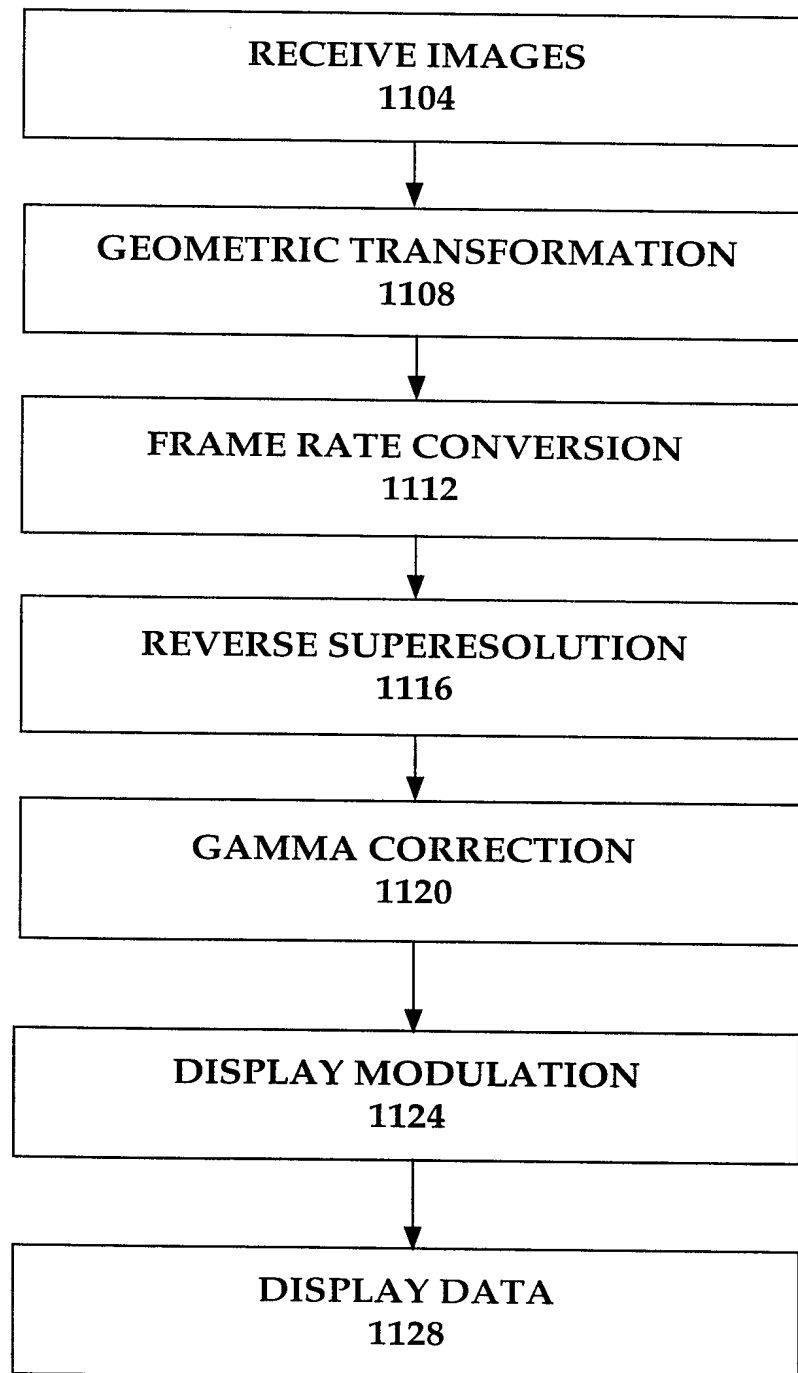 RECEIVE IMAGES
1104
GEOMETRIC TRANSFORMATION
1108
FRAME RATE CONVERSION
1112
REVERSE SUPERESOLUTION
1116
GAMMA CORRECTION
1120
DISPLAY MODULATION
1124
DISPLAY DATA
1128